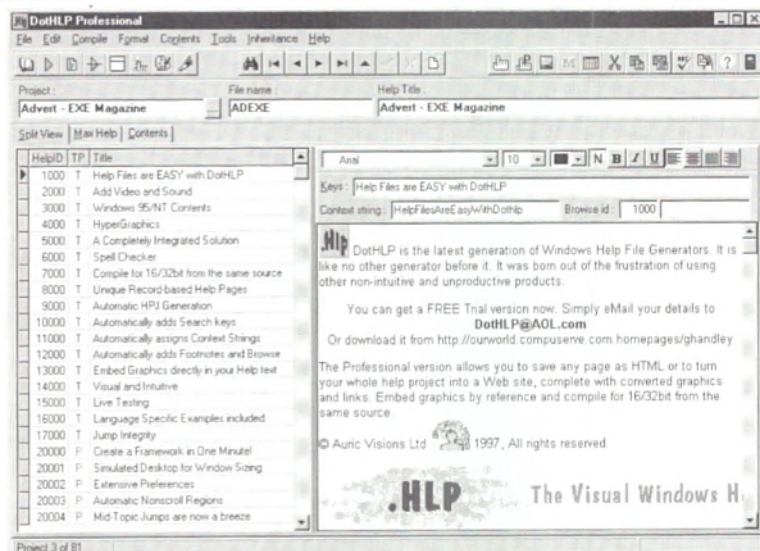 DotHLP Professional
File Edit Compile Format Contents Tools Inheritance Help
Project :
File name :
Help Title :
Advert - EXE Magazine
ADEXE
Advert - EXE Magazine
Split View Max Help Contents
HelpID TP Title
1000 T Help Files are EASY with DotHLP
2000 T Add Video and Sound
3000 T Windows 95/NT Contents
4000 T HyperGraphics
5000 T A Completely Integrated Solution
6000 T Spell Checker
7000 T Compile for 16/32bit from the same source
8000 T Unique Record-based Help Pages
9000 T Automatic HPJ Generation
10000 T Automatically adds Search keys
11000 T Automatically assigns Context Strings
12000 T Automatically adds Footnotes and Browse
13000 T Embed Graphics directly in your Help text
14000 T Visual and Intuitive
15000 T Live Testing
16000 T Language Specific Examples included
17000 T Jump Integrity
20000 P Create a Framework in One Minute!
20001 P Simulated Desktop for Window Sizing
20002 P Extensive Preferences
20003 P Automatic Nonscroll Regions
20004 P Mid-Topic Jumps are now a breeze
Arial 10 N B I U
Keys : Help Files are EASY with DotHLP
Context string : HelpFilesAreEasyWithDothlp Browse id : 1000
.Hlp DotHLP is the latest generation of Windows Help File Generators. It is
like no other generator before it. It was born out of the frustration of using
other non-intuitive and unproductive products.
You can get a FREE Trial version now. Simply eMail your details to
DotHLP@AOL.com
Or download it from http://ourworld.compuserve.com.homepages/ghandley
The Professional version allows you to save any page as HTML or to turn
your whole help project into a Web site, complete with converted graphics
and links. Embed graphics by reference and compile for 16/32bit from the
same source.
© Auric Visions Ltd 1997, All rights reserved
.HLP The Visual Windows H
Project 3 of 81